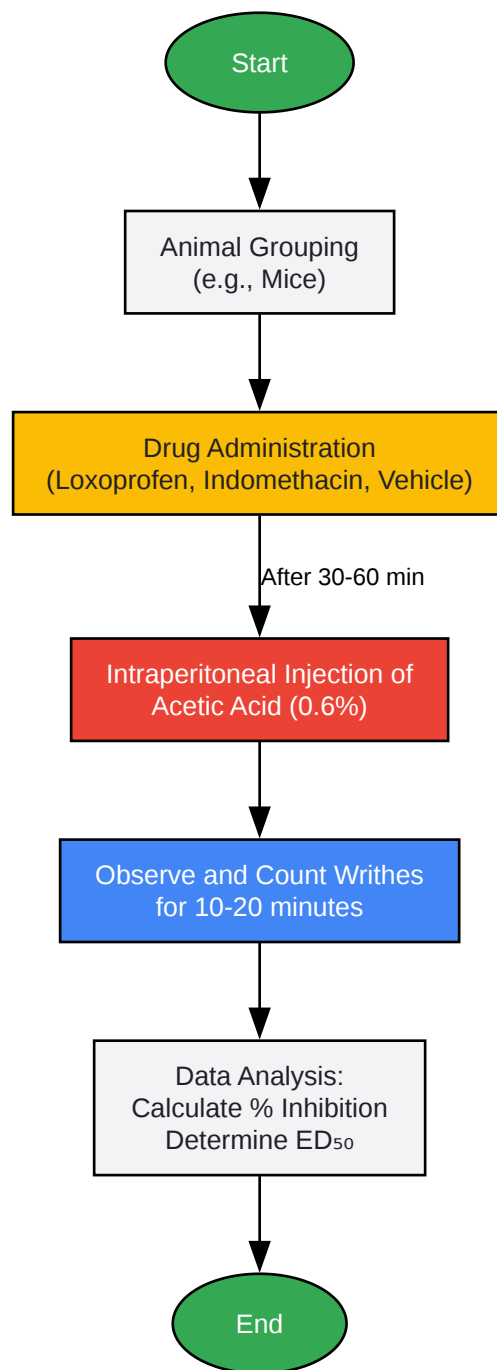 Start
Animal Grouping
(e.g., Mice)
Drug Administration
(Loxoprofen, Indomethacin, Vehicle)
After 30-60 min
Intraperitoneal Injection of
Acetic Acid (0.6%)
Observe and Count Writhes
for 10-20 minutes
Data Analysis:
Calculate % Inhibition
Determine ED₅₀
End